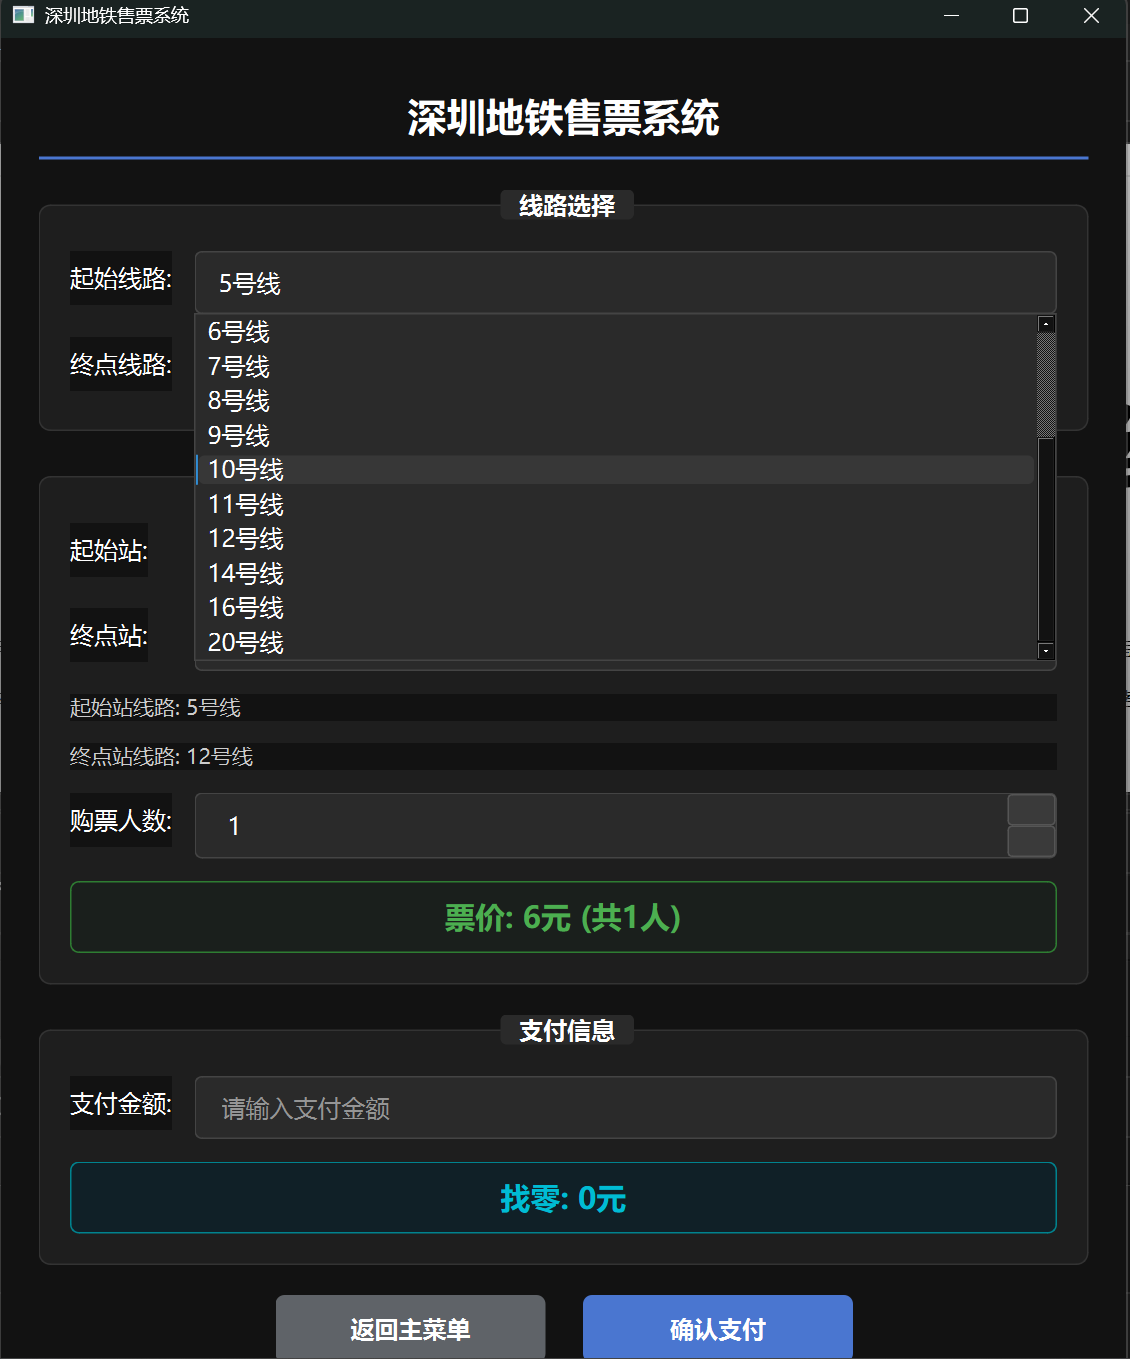 深圳地铁售票系统
深圳地铁售票系统
线路选择
起始线路: 5号线
6号线
终点线路: 7号线
8号线
9号线
10号线
11号线
12号线
起始站: 14号线
16号线
终点站: 20号线
起始站线路: 5号线
终点站线路: 12号线
购票人数: 1
票价: 6元 (共1人)
支付信息
支付金额: 请输入支付金额
找零: 0元
返回主菜单 确认支付